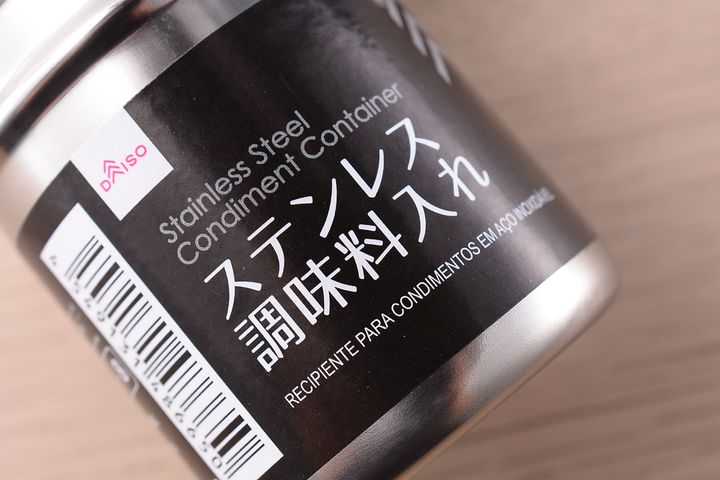 DAISO
Stainless Steel
Condiment Container
ステンレス
調味料入れ
RECIPIENTE PARA CONDIMENTOS EM AÇO INOXIDÁVEL